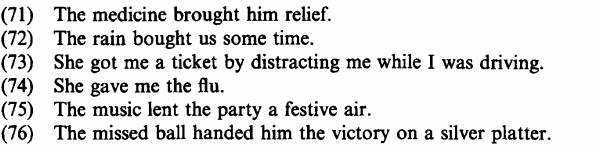 (71) The medicine brought him relief.
(72) The rain bought us some time.
(73) She got me a ticket by distracting me while I was driving.
(74) She gave me the flu.
(75) The music lent the party a festive air.
(76) The missed ball handed him the victory on a silver platter.